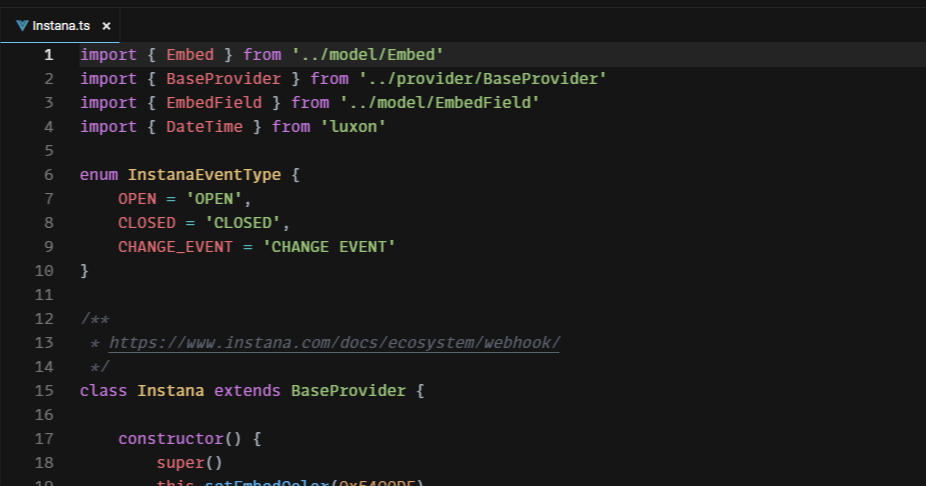 Instana.ts ×
1 import { Embed } from '../model/Embed'
2 import { BaseProvider } from '../provider/BaseProvider'
3 import { EmbedField } from '../model/EmbedField'
4 import { DateTime } from 'luxon'
5
6 enum InstanaEventType {
7     OPEN = 'OPEN',
8     CLOSED = 'CLOSED',
9     CHANGE_EVENT = 'CHANGE EVENT'
10 }
11
12 /**
13  * https://www.instana.com/docs/ecosystem/webhook/
14  */
15 class Instana extends BaseProvider {
16
17     constructor() {
18         super()
19         this.setEmbedColor(